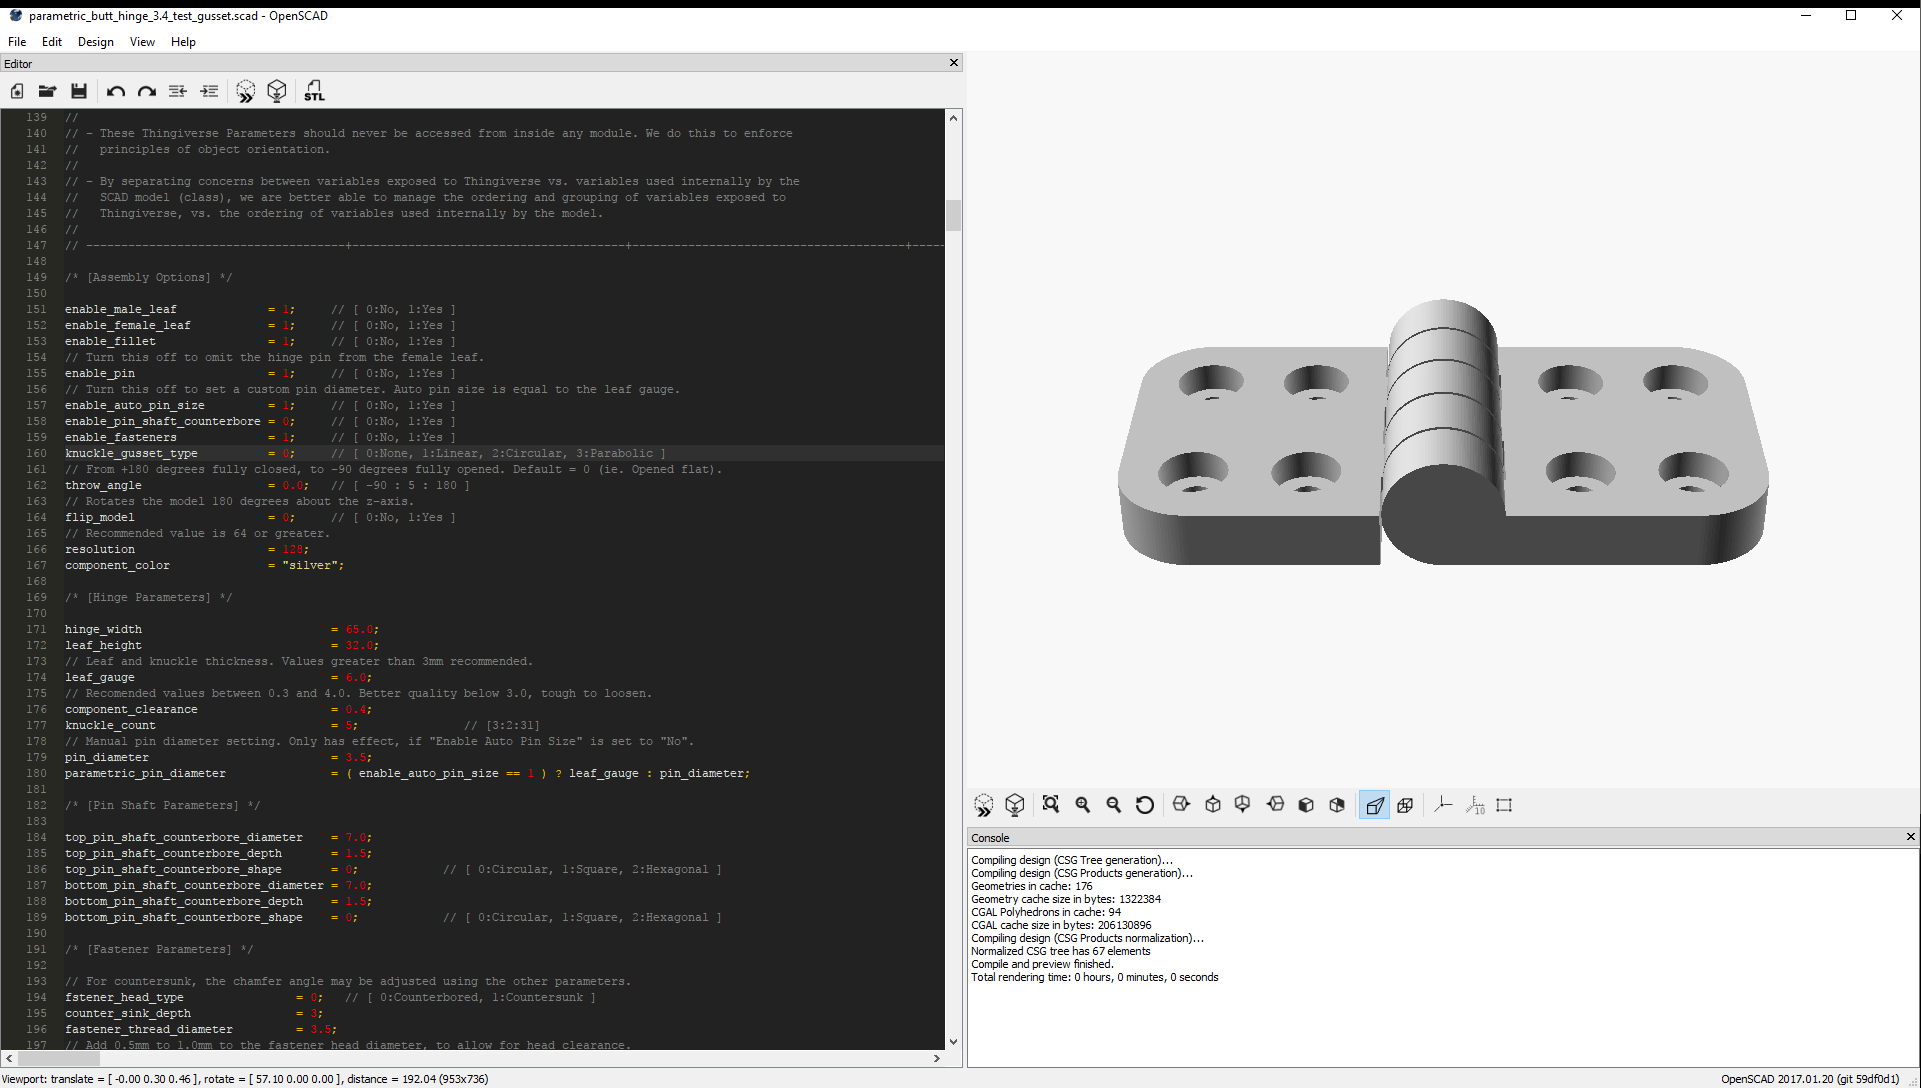 parametric_butt_hinge_3.4_test_gusset.scad - OpenSCAD
File Edit Design View Help
Editor
STL
139 //
140 // - These Thingiverse Parameters should never be accessed from inside any module. We do this to enforce
141 //   principles of object orientation.
142 //
143 // - By separating concerns between variables exposed to Thingiverse vs. variables used internally by the
144 //   SCAD model (class), we are better able to manage the ordering and grouping of variables exposed to
145 //   Thingiverse, vs. the ordering of variables used internally by the model.
146 //
147 // -------------------------------------+---------------------------------------+---------------------------------------+-----
148
149 /* [Assembly Options] */
150
151 enable_male_leaf = 1; // [ 0:No, 1:Yes ]
152 enable_female_leaf = 1; // [ 0:No, 1:Yes ]
153 enable_fillet = 1; // [ 0:No, 1:Yes ]
154 // Turn this off to omit the hinge pin from the female leaf.
155 enable_pin = 1; // [ 0:No, 1:Yes ]
156 // Turn this off to set a custom pin diameter. Auto pin size is equal to the leaf gauge.
157 enable_auto_pin_size = 1; // [ 0:No, 1:Yes ]
158 enable_pin_shaft_counterbore = 0; // [ 0:No, 1:Yes ]
159 enable_fasteners = 1; // [ 0:No, 1:Yes ]
160 knuckle_gusset_type = 0; // [ 0:None, 1:Linear, 2:Circular, 3:Parabolic ]
161 // From +180 degrees fully closed, to -90 degrees fully opened. Default = 0 (ie. Opened flat).
162 throw_angle = 0.0; // [ -90 : 5 : 180 ]
163 // Rotates the model 180 degrees about the z-axis.
164 flip_model = 0; // [ 0:No, 1:Yes ]
165 // Recommended value is 64 or greater.
166 resolution = 128;
167 component_color = "silver";
168
169 /* [Hinge Parameters] */
170
171 hinge_width = 65.0;
172 leaf_height = 32.0;
173 // Leaf and knuckle thickness. Values greater than 3mm recommended.
174 leaf_gauge = 6.0;
175 // Recomended values between 0.3 and 4.0. Better quality below 3.0, tough to loosen.
176 component_clearance = 0.4;
177 knuckle_count = 5; // [3:2:31]
178 // Manual pin diameter setting. Only has effect, if "Enable Auto Pin Size" is set to "No".
179 pin_diameter = 3.5;
180 parametric_pin_diameter = ( enable_auto_pin_size == 1 ) ? leaf_gauge : pin_diameter;
181
182 /* [Pin Shaft Parameters] */
183
184 top_pin_shaft_counterbore_diameter = 7.0;
185 top_pin_shaft_counterbore_depth = 1.5;
186 top_pin_shaft_counterbore_shape = 0; // [ 0:Circular, 1:Square, 2:Hexagonal ]
187 bottom_pin_shaft_counterbore_diameter = 7.0;
188 bottom_pin_shaft_counterbore_depth = 1.5;
189 bottom_pin_shaft_counterbore_shape = 0; // [ 0:Circular, 1:Square, 2:Hexagonal ]
190
191 /* [Fastener Parameters] */
192
193 // For countersunk, the chamfer angle may be adjusted using the other parameters.
194 fstener_head_type = 0; // [ 0:Counterbored, 1:Countersunk ]
195 counter_sink_depth = 3;
196 fastener_thread_diameter = 3.5;
197 // Add 0.5mm to 1.0mm to the fastener head diameter, to allow for head clearance.
10
Console
Compiling design (CSG Tree generation)...
Compiling design (CSG Products generation)...
Geometries in cache: 176
Geometry cache size in bytes: 1322384
CGAL Polyhedrons in cache: 94
CGAL cache size in bytes: 206130896
Compiling design (CSG Products normalization)...
Normalized CSG tree has 67 elements
Compile and preview finished.
Total rendering time: 0 hours, 0 minutes, 0 seconds
Viewport: translate = [ -0.00 0.30 0.46 ], rotate = [ 57.10 0.00 0.00 ], distance = 192.04 (953x736)
OpenSCAD 2017.01.20 (git 59df0d1)